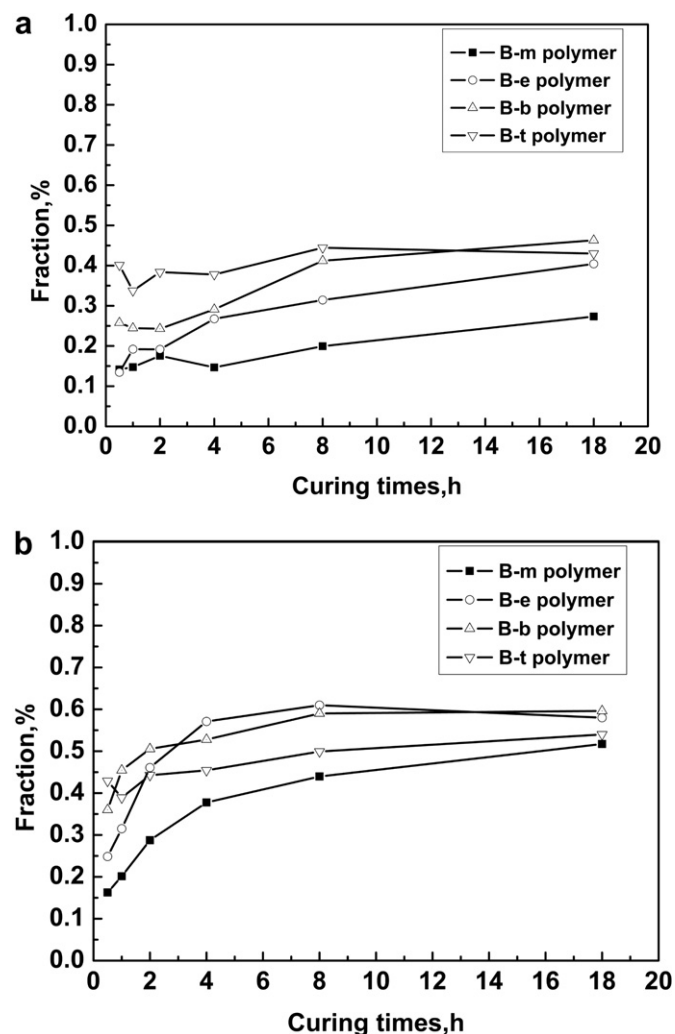 a
1.0
0.9
0.8
0.7
0.6
0.5
0.4
0.3
0.2
0.1
0.0
Fraction,%
B-m polymer
B-e polymer
B-b polymer
B-t polymer
0 2 4 6 8 10 12 14 16 18 20
Curing times,h
b
1.0
0.9
0.8
0.7
0.6
0.5
0.4
0.3
0.2
0.1
0.0
Fraction,%
B-m polymer
B-e polymer
B-b polymer
B-t polymer
0 2 4 6 8 10 12 14 16 18 20
Curing times,h